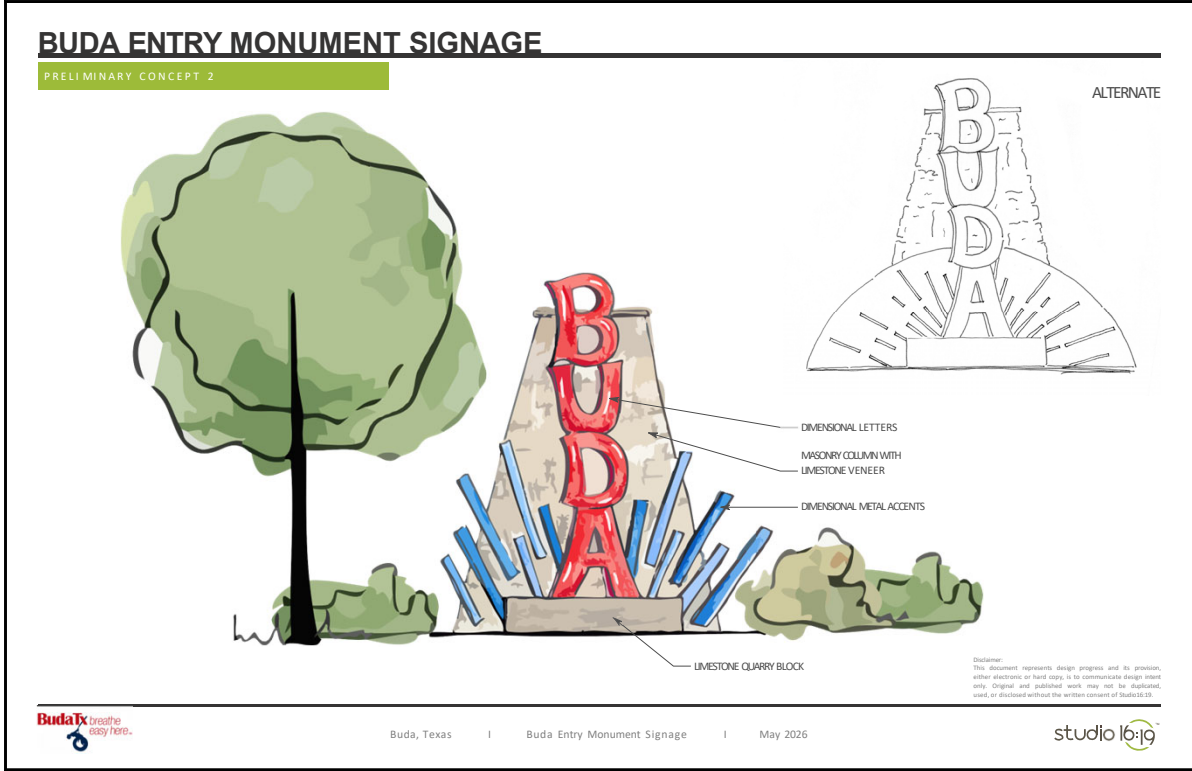 BUDA ENTRY MONUMENT SIGNAGE
PRELIMINARY CONCEPT 2
ALTERNATE
B
U
D
A
B
U
D
A
DIMENSIONAL LETTERS
MASONRY COLUMN WITH
LIMESTONE VENEER
DIMENSIONAL METAL ACCENTS
LIMESTONE QUARRY BLOCK
Disclaimer:
This document represents design progress and its provision,
either electronic or hard copy, is to communicate design intent
only. Original and published work may not be duplicated,
used, or disclosed without the written consent of Studio16:19.
BudaTx breathe
easy here.
Buda, Texas I Buda Entry Monument Signage I May 2026
studio 16:19